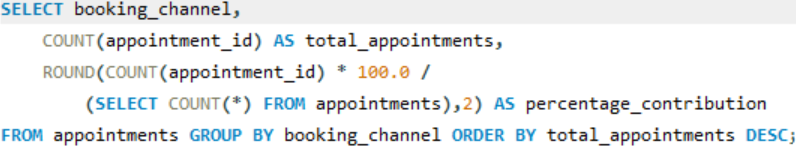 SELECT booking_channel,
COUNT(appointment_id) AS total_appointments,
ROUND(COUNT(appointment_id) * 100.0 /
(SELECT COUNT(*) FROM appointments),2) AS percentage_contribution
FROM appointments GROUP BY booking_channel ORDER BY total_appointments DESC;